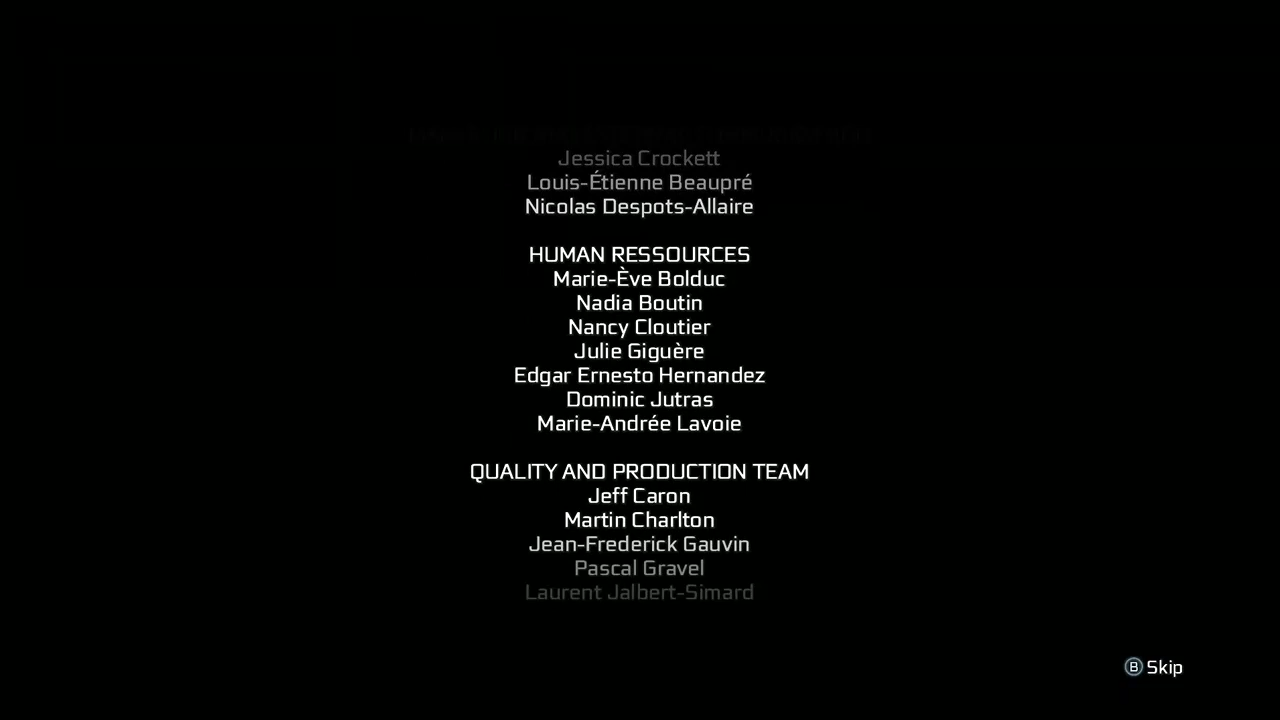 Jessica Crockett
Louis-Étienne Beaupré
Nicolas Despots-Allaire
HUMAN RESSOURCES
Marie-Ève Bolduc
Nadia Boutin
Nancy Cloutier
Julie Giguère
Edgar Ernesto Hernandez
Dominic Jutras
Marie-Andrée Lavoie
QUALITY AND PRODUCTION TEAM
Jeff Caron
Martin Charlton
Jean-Frederick Gauvin
Pascal Gravel
Laurent Jalbert-Simard
B Skip